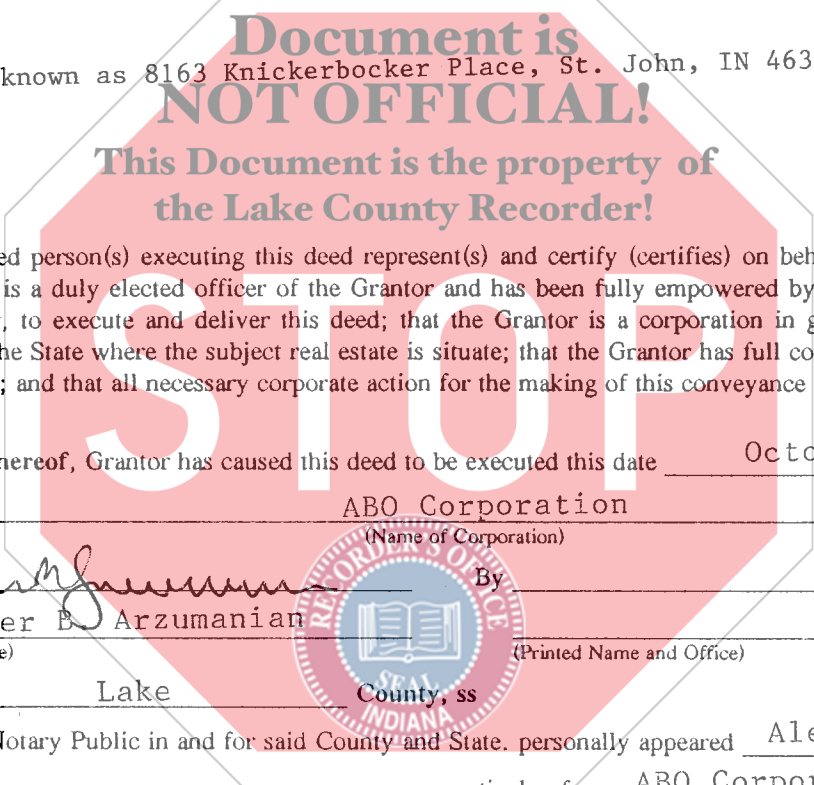 Document is
known as 8163 Knickerbocker Place, St. John, IN 463
NOT OFFICIAL!
This Document is the property of
the Lake County Recorder!
ed person(s) executing this deed represent(s) and certify (certifies) on beh
is a duly elected officer of the Grantor and has been fully empowered by
, to execute and deliver this deed; that the Grantor is a corporation in g
he State where the subject real estate is situate; that the Grantor has full co
; and that all necessary corporate action for the making of this conveyance
STOP
hereof, Grantor has caused this deed to be executed this date Octo
ABO Corporation
(Name of Corporation)
By
er B Arzumanian
e) (Printed Name and Office)
RECORDER'S OFFICE
SEAL
INDIANA
Lake County, ss
Notary Public in and for said County and State. personally appeared Ale
ABO Corpor